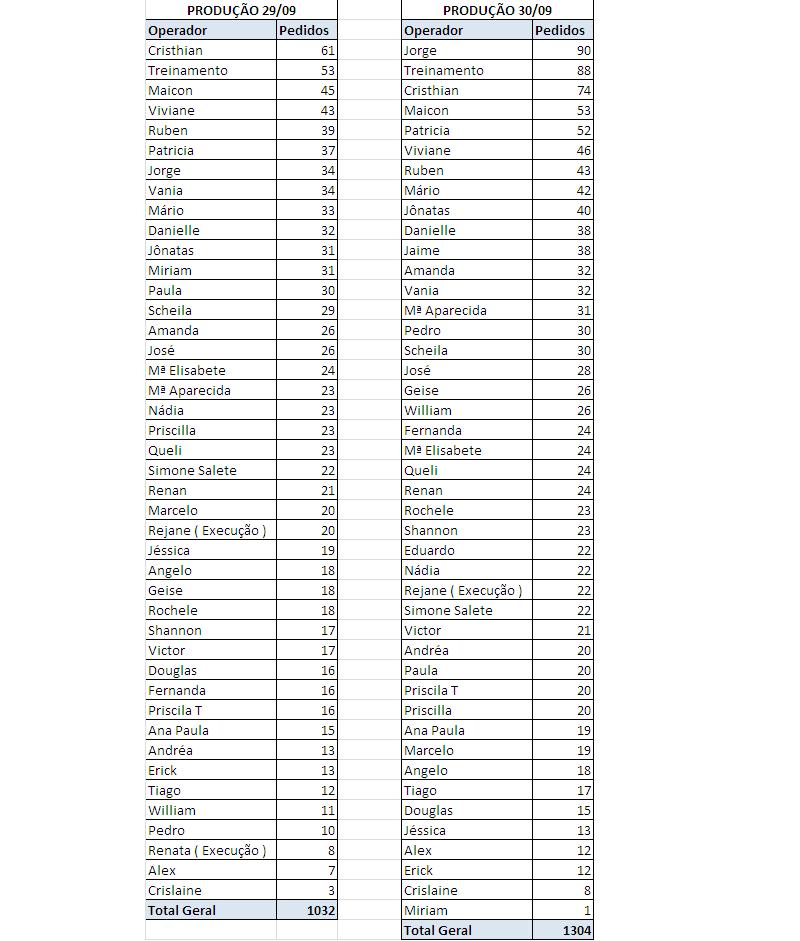 PRODUÇÃO 29/09
Operador Pedidos
Cristhian 61
Treinamento 53
Maicon 45
Viviane 43
Ruben 39
Patricia 37
Jorge 34
Vania 34
Mário 33
Danielle 32
Jônatas 31
Miriam 31
Paula 30
Scheila 29
Amanda 26
José 26
Mª Elisabete 24
Mª Aparecida 23
Nádia 23
Priscilla 23
Queli 23
Simone Salete 22
Renan 21
Marcelo 20
Rejane ( Execução ) 20
Jéssica 19
Angelo 18
Geise 18
Rochele 18
Shannon 17
Victor 17
Douglas 16
Fernanda 16
Priscila T 16
Ana Paula 15
Andréa 13
Erick 13
Tiago 12
William 11
Pedro 10
Renata ( Execução ) 8
Alex 7
Crislaine 3
Total Geral 1032
PRODUÇÃO 30/09
Operador Pedidos
Jorge 90
Treinamento 88
Cristhian 74
Maicon 53
Patricia 52
Viviane 46
Ruben 43
Mário 42
Jônatas 40
Danielle 38
Jaime 38
Amanda 32
Vania 32
Mª Aparecida 31
Pedro 30
Scheila 30
José 28
Geise 26
William 26
Fernanda 24
Mª Elisabete 24
Queli 24
Renan 24
Rochele 23
Shannon 23
Eduardo 22
Nádia 22
Rejane ( Execução ) 22
Simone Salete 22
Victor 21
Andréa 20
Paula 20
Priscila T 20
Priscilla 20
Ana Paula 19
Marcelo 19
Angelo 18
Tiago 17
Douglas 15
Jéssica 13
Alex 12
Erick 12
Crislaine 8
Miriam 1
Total Geral 1304